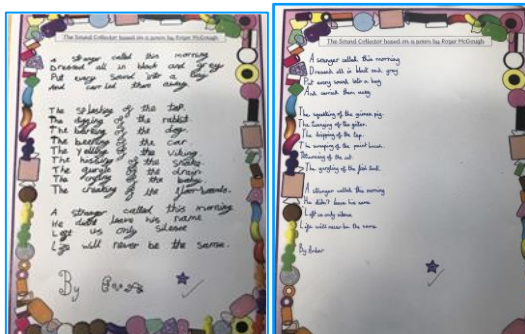 The Sound Collector based on a poem by Roger McGough
A stranger called this morning
Dressed all in black and grey
Put every sound into a bag
And carried them away
The splashing of the tap.
The digging of the rabbit.
The barking of the dog.
The beeping of the car.
The yelling of the viking.
The hissing of the snake.
The gurgle of the drain
The crying of the baby.
The creaking of the floor-boards.
A stranger called this morning
He didnt leave his name
Left us only silence
Life will never be the same.
By
The Sound Collector based on a poem by Roger McGough
A stranger called this morning
Dressed all in black and grey
Put every sound into a bag
And carried them away
The squeaking of the guinea pig.
The twanging of the guitar.
The dripping of the tap.
The scraping of the paint brush.
of the cat.
The gurgling of the fish tank.
A stranger called this morning
He didn't leave his name
Left us only silence
Life will never be the same
By